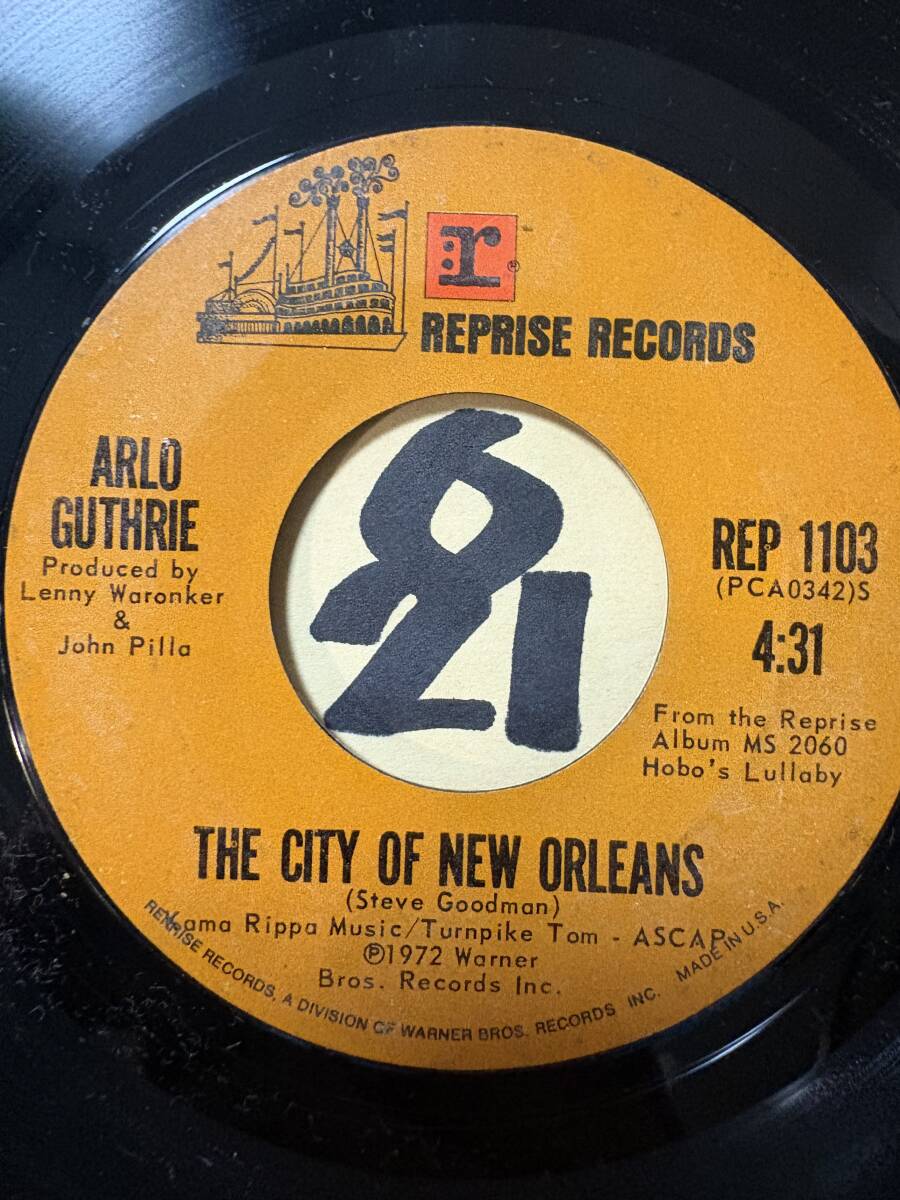 r
®
REPRISE RECORDS
ARLO
GUTHRIE
Produced by
Lenny Waronker
&
John Pilla
8
21
REP 1103
(PCA0342)S
4:31
From the Reprise
Album MS 2060
Hobo's Lullaby
THE CITY OF NEW ORLEANS
(Steve Goodman)
Kama Rippa Music/Turnpike Tom - ASCAP
℗1972 Warner
Bros. Records Inc.
REPRISE RECORDS, A DIVISION OF WARNER BROS. RECORDS INC. MADE IN U.S.A.